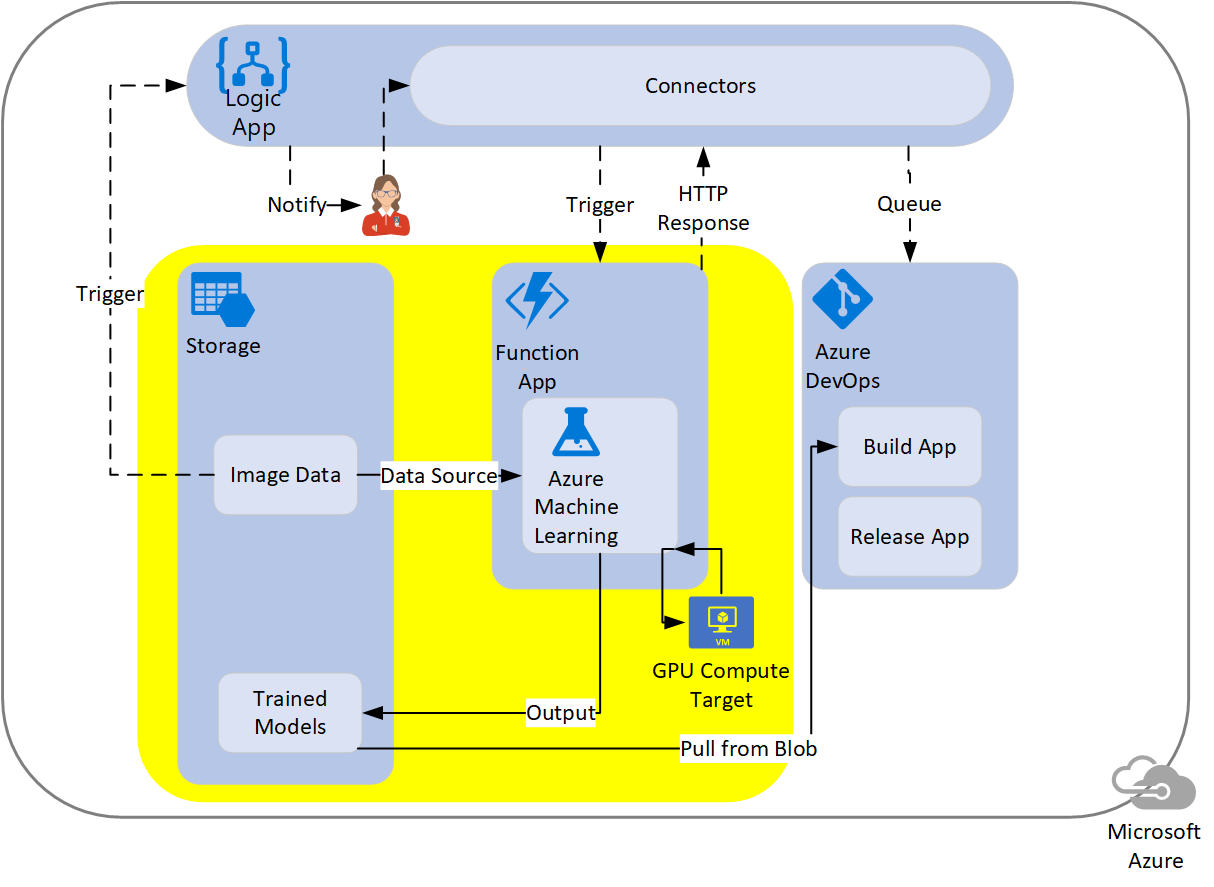 Logic
App
Connectors
Notify
Trigger
HTTP
Response
Queue
Trigger
Storage
Function
App
Azure
DevOps
Image Data
Data Source
Azure
Machine
Learning
Build App
Release App
VM
GPU Compute
Target
Trained
Models
Output
Pull from Blob
Microsoft
Azure